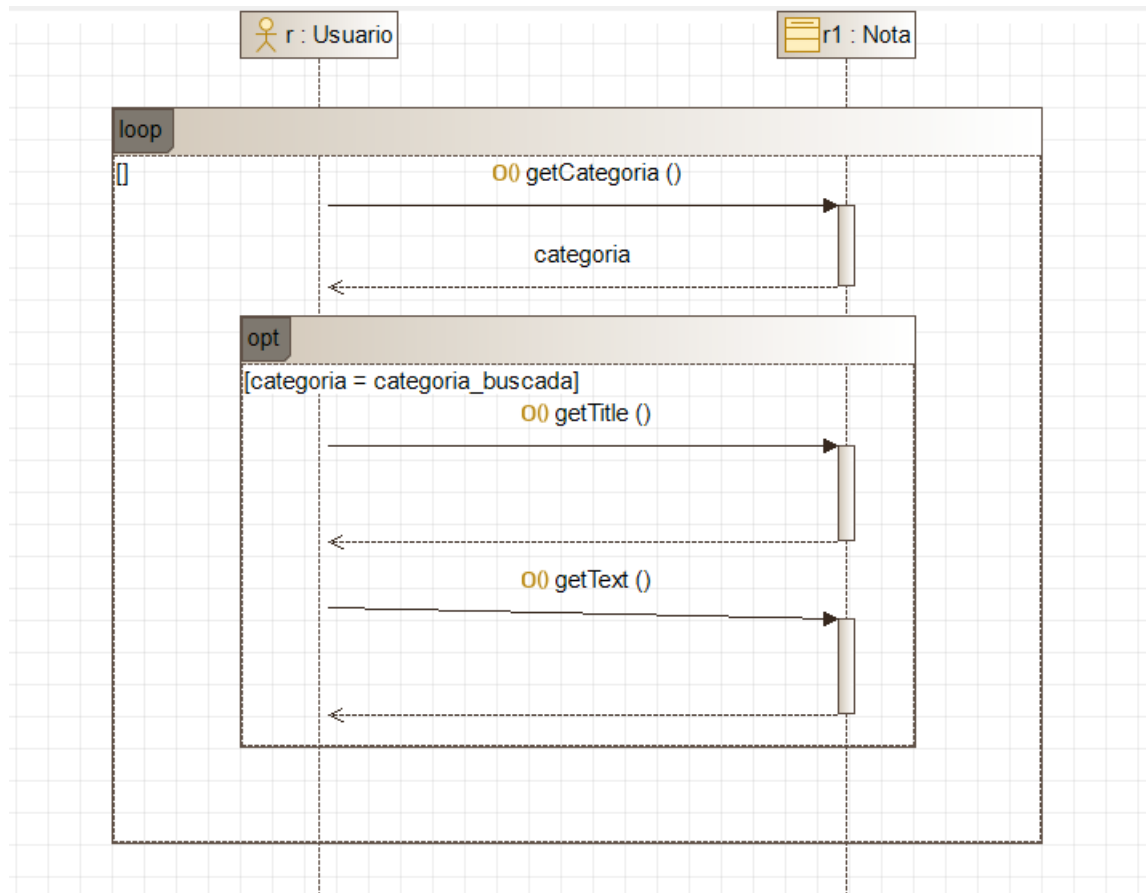 r : Usuario
r1 : Nota
loop
[]
O() getCategoria ()
categoria
opt
[categoria = categoria_buscada]
O() getTitle ()
O() getText ()